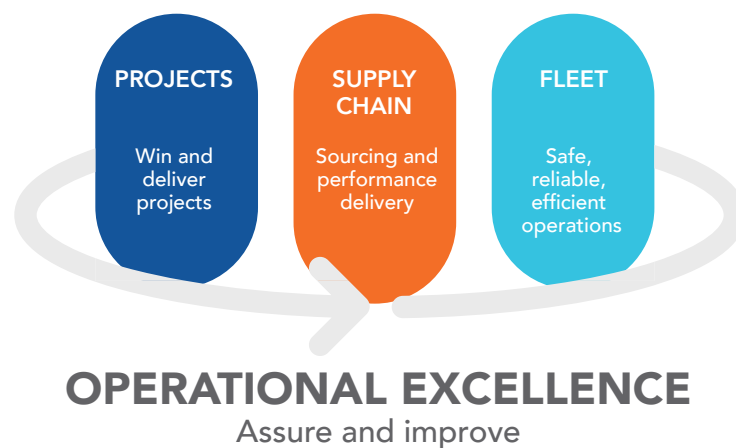 PROJECTS
Win and
deliver
projects
SUPPLY
CHAIN
Sourcing and
performance
delivery
FLEET
Safe,
reliable,
efficient
operations
OPERATIONAL EXCELLENCE
Assure and improve